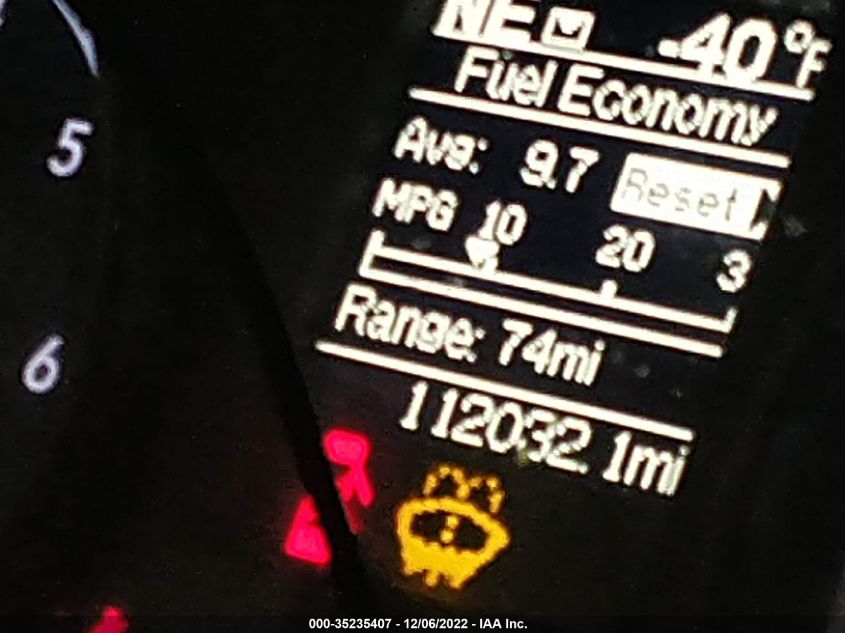 NE -40°F
Fuel Economy
Avg: 9.7 Reset
MPG 10 20 3
Range: 74mi
112032.1mi
5
6
000-35235407 - 12/06/2022 - IAA Inc.